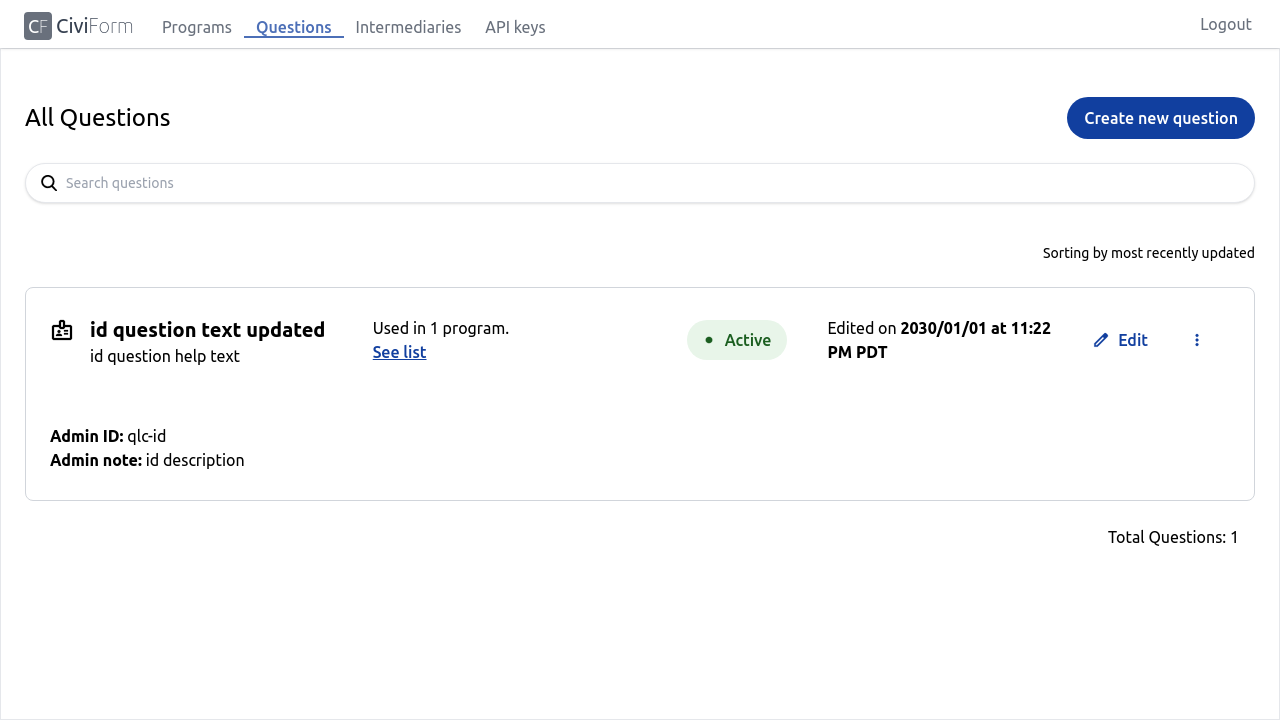 CF CiviForm Programs Questions Intermediaries API keys Logout
All Questions
Create new question
Search questions
Sorting by most recently updated
id question text updated
id question help text
Used in 1 program.
See list
Active
Edited on 2030/01/01 at 11:22
PM PDT
Edit
Admin ID: qlc-id
Admin note: id description
Total Questions: 1